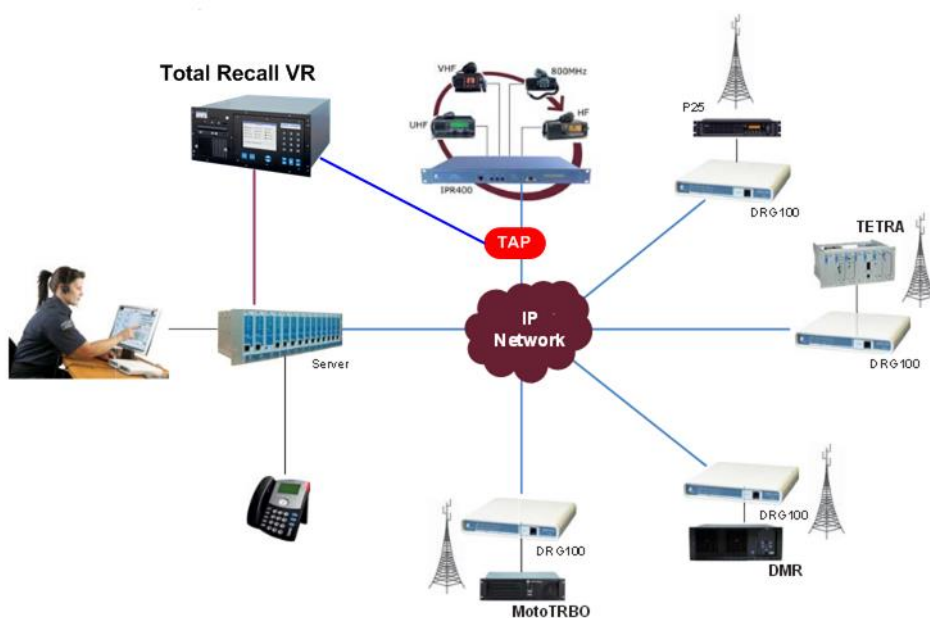 Total Recall VR
VHF
800MHz
UHF
HF
IPR400
TAP
P25
DRG100
TETRA
DRG100
IP
Network
Server
DRG100
MotoTRBO
DRG100
DMR